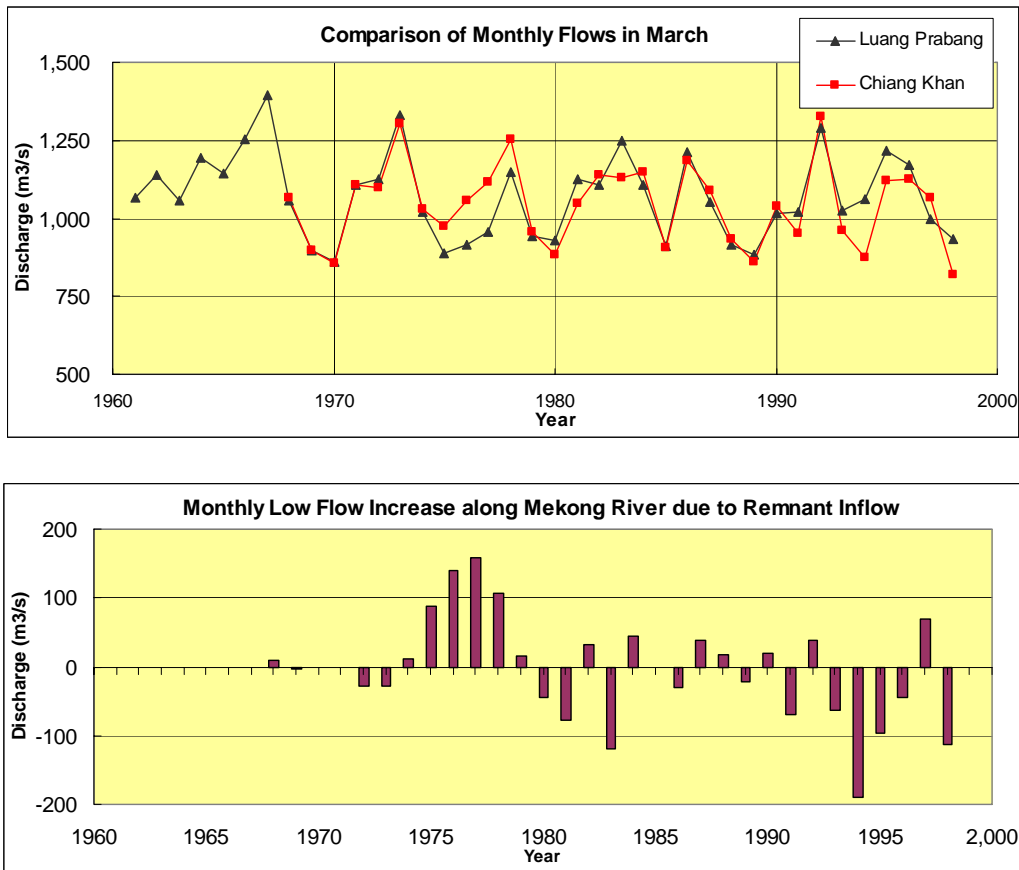 Comparison of Monthly Flows in March
Luang Prabang
Chiang Khan
Discharge (m3/s)
1,500
1,250
1,000
750
500
1960 1970 1980 1990 2000
Year
Monthly Low Flow Increase along Mekong River due to Remnant Inflow
Discharge (m3/s)
200
100
0
-100
-200
1960 1965 1970 1975 1980 1985 1990 1995 2,000
Year